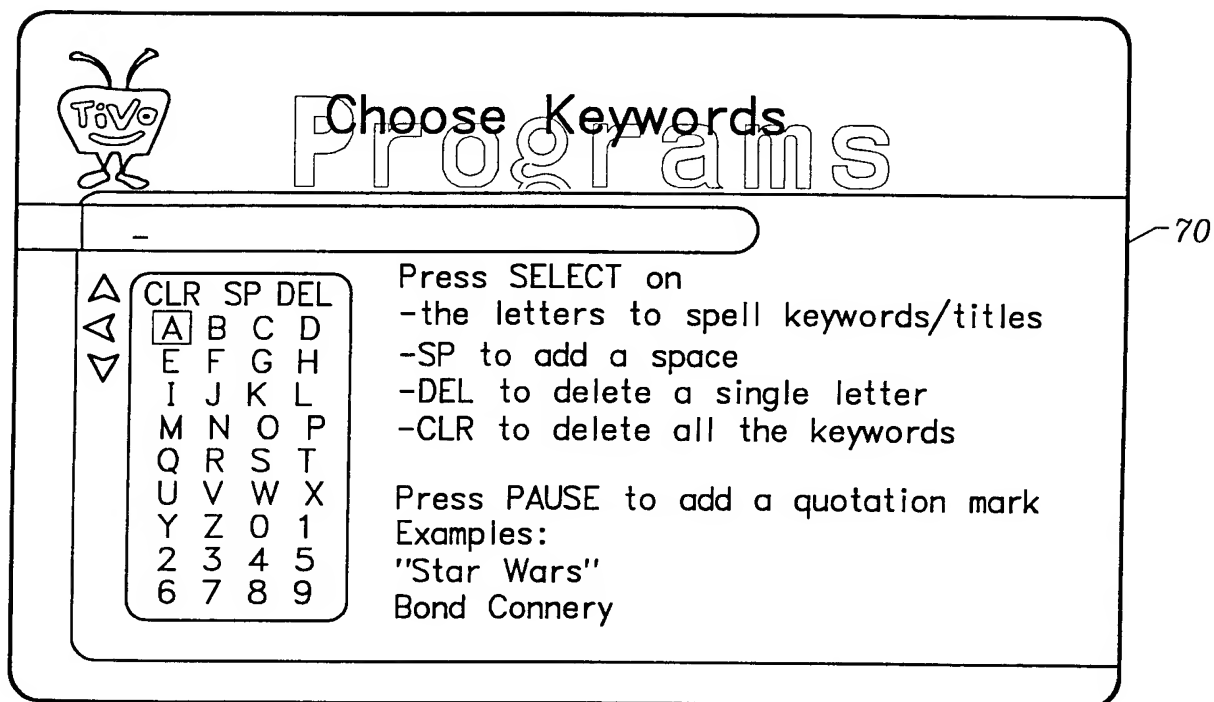 TiVo
Choose Keywords
Programs
_
70
CLR SP DEL
A B C D
E F G H
I J K L
M N O P
Q R S T
U V W X
Y Z 0 1
2 3 4 5
6 7 8 9
Press SELECT on
-the letters to spell keywords/titles
-SP to add a space
-DEL to delete a single letter
-CLR to delete all the keywords
Press PAUSE to add a quotation mark
Examples:
"Star Wars"
Bond Connery